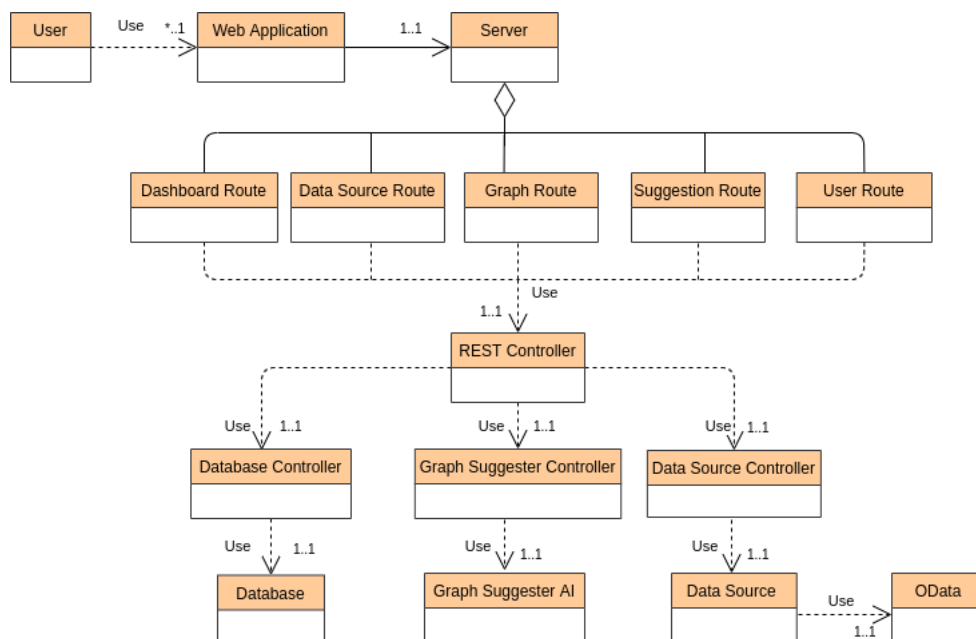 User
Use
*..1
Web Application
1..1
Server
Dashboard Route
Data Source Route
Graph Route
Suggestion Route
User Route
Use
1..1
REST Controller
Use
1..1
Use
1..1
Use
1..1
Database Controller
Graph Suggester Controller
Data Source Controller
Use
1..1
Use
1..1
Use
1..1
Database
Graph Suggester AI
Data Source
Use
1..1
OData